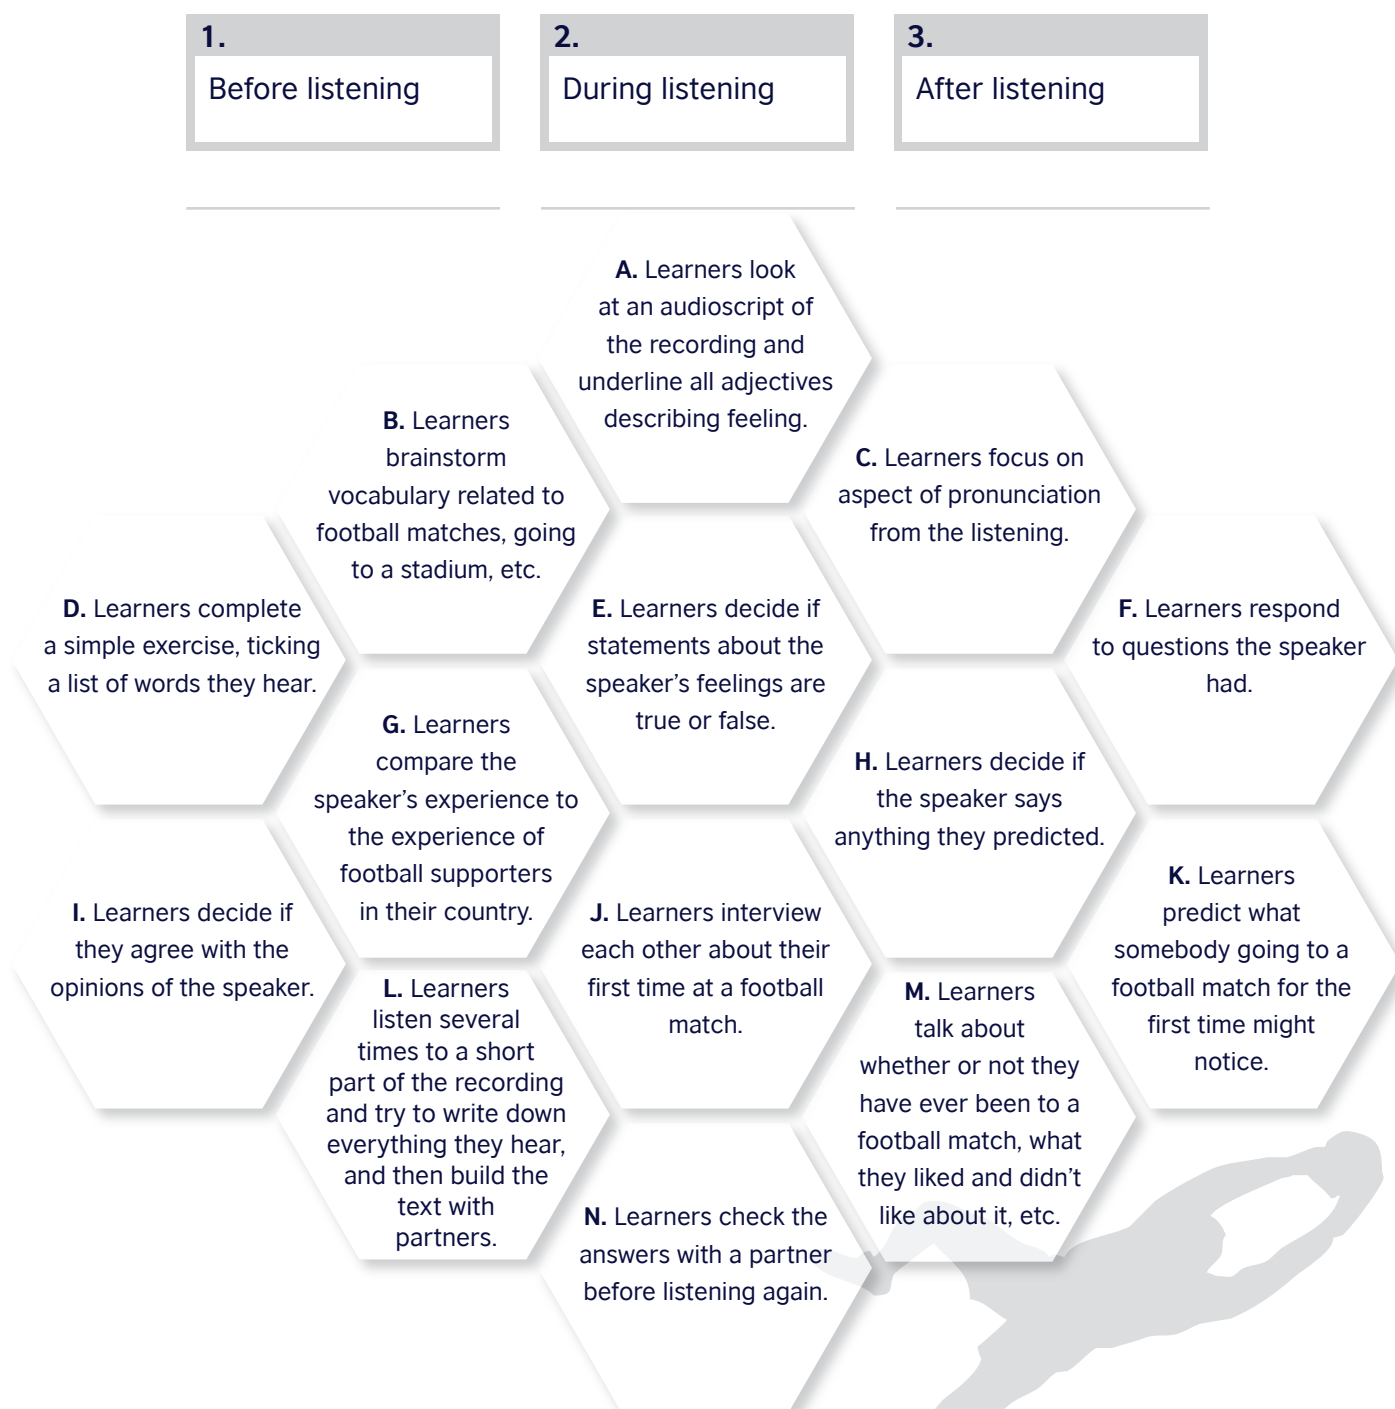 1.
Before listening
2.
During listening
3.
After listening
A. Learners look
at an audioscript of
the recording and
underline all adjectives
describing feeling.
B. Learners
brainstorm
vocabulary related to
football matches, going
to a stadium, etc.
C. Learners focus on
aspect of pronunciation
from the listening.
D. Learners complete
a simple exercise, ticking
a list of words they hear.
E. Learners decide if
statements about the
speaker’s feelings are
true or false.
F. Learners respond
to questions the speaker
had.
G. Learners
compare the
speaker’s experience to
the experience of
football supporters
in their country.
H. Learners decide if
the speaker says
anything they predicted.
I. Learners decide if
they agree with the
opinions of the speaker.
J. Learners interview
each other about their
first time at a football
match.
K. Learners
predict what
somebody going to a
football match for the
first time might
notice.
L. Learners
listen several
times to a short
part of the recording
and try to write down
everything they hear,
and then build the
text with
partners.
M. Learners
talk about
whether or not they
have ever been to a
football match, what
they liked and didn’t
like about it, etc.
N. Learners check the
answers with a partner
before listening again.